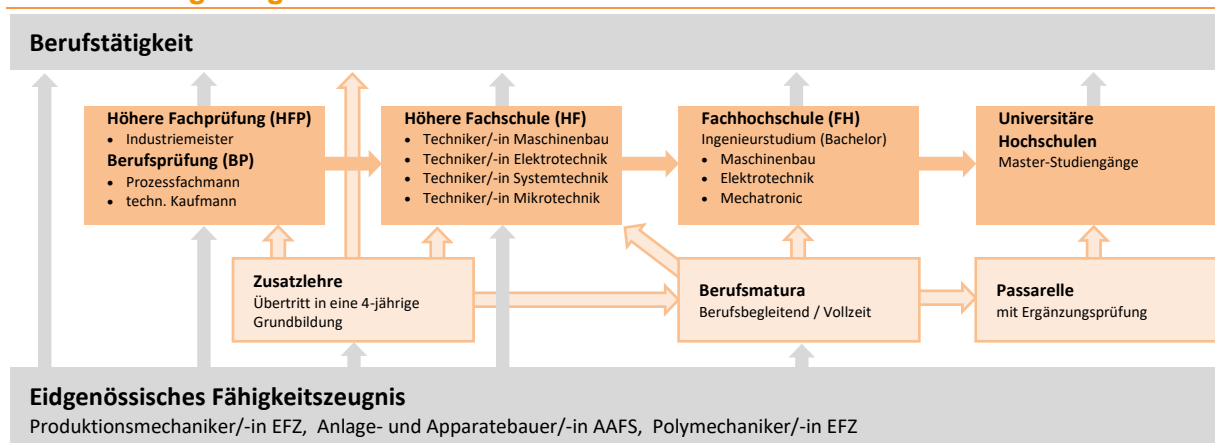 Berufstätigkeit
Höhere Fachprüfung (HFP)
• Industriemeister
Berufsprüfung (BP)
• Prozessfachmann
• techn. Kaufmann
Höhere Fachschule (HF)
• Techniker/-in Maschinenbau
• Techniker/-in Elektrotechnik
• Techniker/-in Systemtechnik
• Techniker/-in Mikrotechnik
Fachhochschule (FH)
Ingenieurstudium (Bachelor)
• Maschinenbau
• Elektrotechnik
• Mechatronic
Universitäre
Hochschulen
Master-Studiengänge
Zusatzlehre
Übertritt in eine 4-jährige
Grundbildung
Berufsmatura
Berufsbegleitend / Vollzeit
Passarelle
mit Ergänzungsprüfung
Eidgenössisches Fähigkeitszeugnis
Produktionsmechaniker/-in EFZ, Anlage- und Apparatebauer/-in AAFS, Polymechaniker/-in EFZ